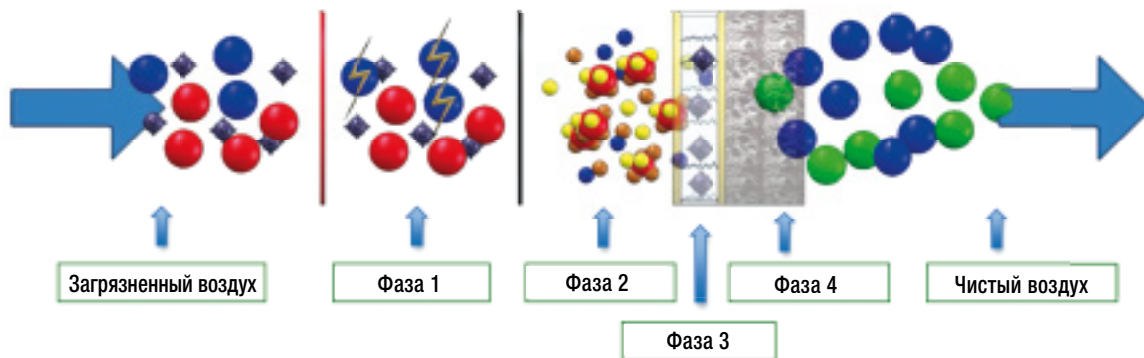 Загрязненный воздух
Фаза 1
Фаза 2
Фаза 3
Фаза 4
Чистый воздух